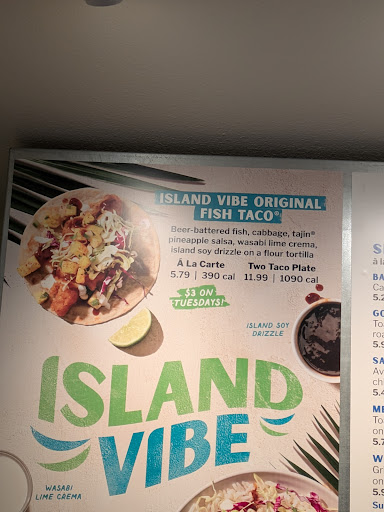 ISLAND VIBE ORIGINAL
FISH TACO®
Beer-battered fish, cabbage, tajin®
pineapple salsa, wasabi lime crema,
island soy drizzle on a flour tortilla
À La Carte
5.79 | 390 cal
Two Taco Plate
11.99 | 1090 cal
$3 ON
TUESDAYS!
ISLAND SOY
DRIZZLE
ISLAND
VIBE
WASABI
LIME CREMA
à la